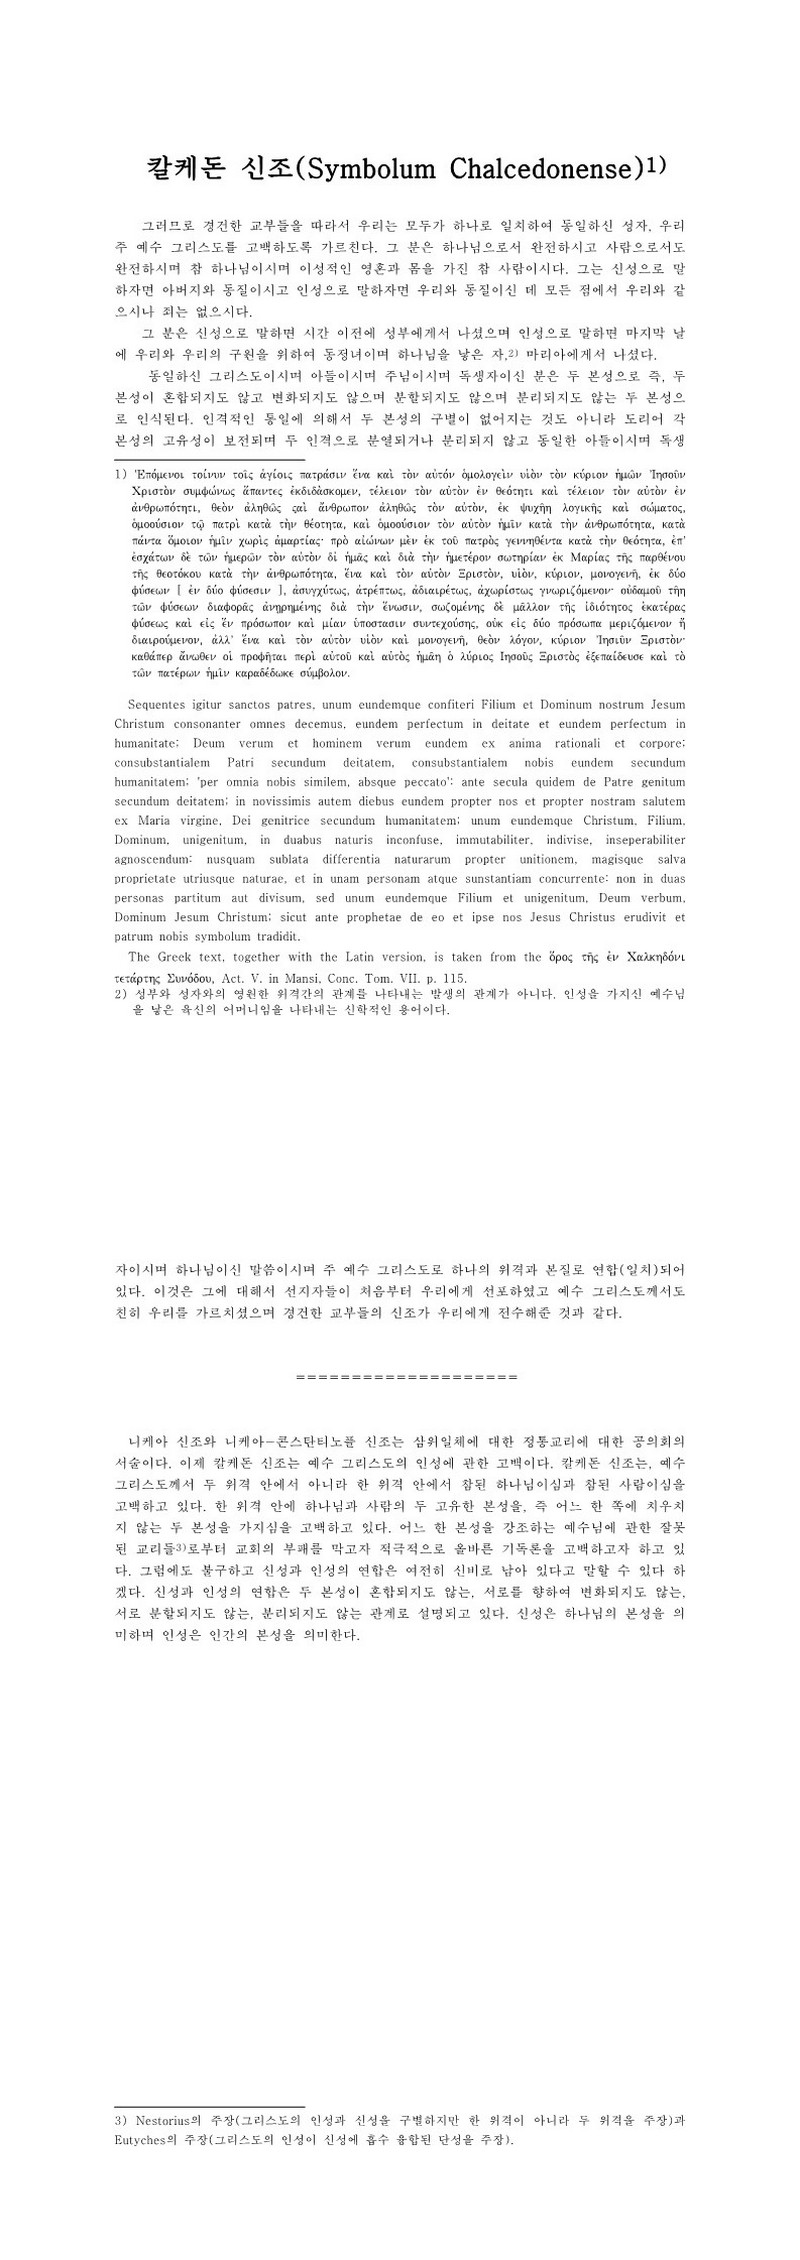 칼케돈 신조(Symbolum Chalcedonense)1)
그러므로 경건한 교부들을 따라서 우리는 모두가 하나로 일치하여 동일하신 성자, 우리
주 예수 그리스도를 고백하도록 가르친다. 그 분은 하나님으로서 완전하시고 사람으로서도
완전하시며 참 하나님이시며 이성적인 영혼과 몸을 가진 참 사람이시다. 그는 신성으로 말
하자면 아버지와 동질이시고 인성으로 말하자면 우리와 동질이신 데 모든 점에서 우리와 같
으시나 죄는 없으시다.
그 분은 신성으로 말하면 시간 이전에 성부에게서 나셨으며 인성으로 말하면 마지막 날
에 우리와 우리의 구원을 위하여 동정녀이며 하나님을 낳은 자,2) 마리아에게서 나셨다.
동일하신 그리스도이시며 아들이시며 주님이시며 독생자이신 분은 두 본성으로 즉, 두
본성이 혼합되지도 않고 변화되지도 않으며 분할되지도 않으며 분리되지도 않는 두 본성으
로 인식된다. 인격적인 통일에 의해서 두 본성의 구별이 없어지는 것도 아니라 도리어 각
본성의 고유성이 보전되며 두 인격으로 분열되거나 분리되지 않고 동일한 아들이시며 독생
1) Ἑπόμενοι τοίνυν τοῖς ἁγίοις πατράσιν ἕνα καὶ τὸν αὐτόν ὁμολογεὶν υἱὸν τὸν κύριον ἡμῶν Ἰησοῦν
Χριστὸν συμφώνως ἅπαντες ἐκδιδάσκομεν, τέλειον τὸν αὐτὸν ἐν θεότητι καὶ τέλειον τὸν αὐτὸν ἐν
ἀνθρωπότητι, θεὸν ἀληθῶς ςαὶ ἄνθρωπον ἀληθῶς τὸν αὐτὸν, ἐκ ψυχῆη λογικῆς καὶ σώματος,
ὁμοούσιον τῷ πατρὶ κατὰ τὴν θέοτητα, καὶ ὁμοούσιον τὸν αὐτὸν ἡμῖν κατὰ τὴν ἀνθρωπότητα, κατὰ
πάντα ὅμοιον ἡμῖν χωρὶς ἁμαρτίας· πρὸ αἰώνων μὲν ἐκ τοῦ πατρὸς γεννηθέντα κατὰ τὴν θεότητα, ἐπ'
ἐσχάτων δὲ τῶν ἡμερῶν τὸν αὐτὸν δἰ ἡμᾶς καὶ διὰ τὴν ἡμετέρον σωτηρίαν ἐκ Μαρίας τῆς παρθένου
τῆς θεοτόκου κατὰ τὴν ἀνθρωπότητα, ἕνα καὶ τὸν αὐτὸν Ξριστὸν, υἱὸν, κύριον, μονογενῆ, ἐκ δύο
φύσεων [ ἐν δύο φύσεσιν ], ἀσυγχύτως, ἀτρέπτως, ἀδιαιρέτως, ἀχωρίστως γνωριζόμενον· οὐδαμοῦ τῆη
τῶν φύσεων διαφορᾶς ἀνῃρημένης διὰ τὴν ἕνωσιν, σωζομένης δὲ μᾶλλον τῆς ἰδιότητος ἑκατέρας
φύσεως καὶ εἰς ἓν πρόσωπον καὶ μίαν ὑποστασιν συντεχούσης, οὐκ εἰς δύο πρόσωπα μεριζόμενον ἤ
διαιρούμενον, ἀλλ' ἕνα καὶ τὸν αὐτὸν υἱὸν καὶ μονογενῆ, θεὸν λόγον, κύριον Ἰησιῦν Ξριστόν·
καθάπερ ἄνωθεν οἱ προφῆται περὶ αὐτοῦ καὶ αὐτὸς ἡμᾶη ὁ λύριος Ιησοῦς Ξριστὸς ἐξεπαίδευσε καὶ τὸ
τῶν πατέρων ἡμῖν καραδέδωκε σύμβολον.
Sequentes igitur sanctos patres, unum eundemque confiteri Filium et Dominum nostrum Jesum
Christum consonanter omnes decemus, eundem perfectum in deitate et eundem perfectum in
humanitate; Deum verum et hominem verum eundem ex anima rationali et corpore;
consubstantialem Patri secundum deitatem, consubstantialem nobis eundem secundum
humanitatem; 'per omnia nobis similem, absque peccato': ante secula quidem de Patre genitum
secundum deitatem; in novissimis autem diebus eundem propter nos et propter nostram salutem
ex Maria virgine, Dei genitrice secundum humanitatem; unum eundemque Christum, Filium,
Dominum, unigenitum, in duabus naturis inconfuse, immutabiliter, indivise, inseperabiliter
agnoscendum: nusquam sublata differentia naturarum propter unitionem, magisque salva
proprietate utriusque naturae, et in unam personam atque sunstantiam concurrente: non in duas
personas partitum aut divisum, sed unum eundemque Filium et unigenitum, Deum verbum,
Dominum Jesum Christum; sicut ante prophetae de eo et ipse nos Jesus Christus erudivit et
patrum nobis symbolum tradidit.
The Greek text, together with the Latin version, is taken from the ὅρος τῆς ἐν Χαλκηδόνι
τετάρτης Συνόδου, Act. V. in Mansi, Conc. Tom. VII. p. 115.
2) 성부와 성자와의 영원한 위격간의 관계를 나타내는 발생의 관계가 아니다. 인성을 가지신 예수님
을 낳은 육신의 어머니임을 나타내는 신학적인 용어이다.
자이시며 하나님이신 말씀이시며 주 예수 그리스도로 하나의 위격과 본질로 연합(일치)되어
있다. 이것은 그에 대해서 선지자들이 처음부터 우리에게 선포하였고 예수 그리스도께서도
친히 우리를 가르치셨으며 경건한 교부들의 신조가 우리에게 전수해준 것과 같다.
====================
니케아 신조와 니케아-콘스탄티노플 신조는 삼위일체에 대한 정통교리에 대한 공의회의
서술이다. 이제 칼케돈 신조는 예수 그리스도의 인성에 관한 고백이다. 칼케돈 신조는, 예수
그리스도께서 두 위격 안에서 아니라 한 위격 안에서 참된 하나님이심과 참된 사람이심을
고백하고 있다. 한 위격 안에 하나님과 사람의 두 고유한 본성을, 즉 어느 한 쪽에 치우치
지 않는 두 본성을 가지심을 고백하고 있다. 어느 한 본성을 강조하는 예수님에 관한 잘못
된 교리들3)로부터 교회의 부패를 막고자 적극적으로 올바른 기독론을 고백하고자 하고 있
다. 그럼에도 불구하고 신성과 인성의 연합은 여전히 신비로 남아 있다고 말할 수 있다 하
겠다. 신성과 인성의 연합은 두 본성이 혼합되지도 않는, 서로를 향하여 변화되지도 않는,
서로 분할되지도 않는, 분리되지도 않는 관계로 설명되고 있다. 신성은 하나님의 본성을 의
미하며 인성은 인간의 본성을 의미한다.
3) Nestorius의 주장(그리스도의 인성과 신성을 구별하지만 한 위격이 아니라 두 위격을 주장)과
Eutyches의 주장(그리스도의 인성이 신성에 흡수 융합된 단성을 주장).